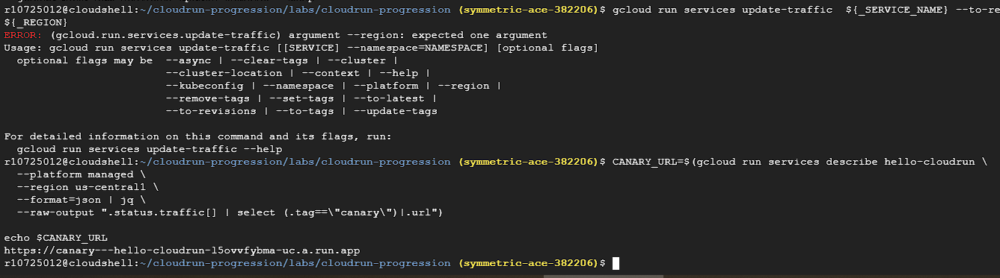 r10725012@cloudshell:~/cloudrun-progression/labs/cloudrun-progression (symmetric-ace-382206)$ gcloud run services update-traffic  ${_SERVICE_NAME} --to-re
${_REGION}
ERROR: (gcloud.run.services.update-traffic) argument --region: expected one argument
Usage: gcloud run services update-traffic [[SERVICE] --namespace=NAMESPACE] [optional flags]
  optional flags may be  --async | --clear-tags | --cluster |
                         --cluster-location | --context | --help |
                         --kubeconfig | --namespace | --platform | --region |
                         --remove-tags | --set-tags | --to-latest |
                         --to-revisions | --to-tags | --update-tags

For detailed information on this command and its flags, run:
  gcloud run services update-traffic --help
r10725012@cloudshell:~/cloudrun-progression/labs/cloudrun-progression (symmetric-ace-382206)$ CANARY_URL=$(gcloud run services describe hello-cloudrun \
  --platform managed \
  --region us-central1 \
  --format=json | jq \
  --raw-output ".status.traffic[] | select (.tag==\"canary\")|.url")

echo $CANARY_URL
https://canary---hello-cloudrun-l5ovvfybma-uc.a.run.app
r10725012@cloudshell:~/cloudrun-progression/labs/cloudrun-progression (symmetric-ace-382206)$